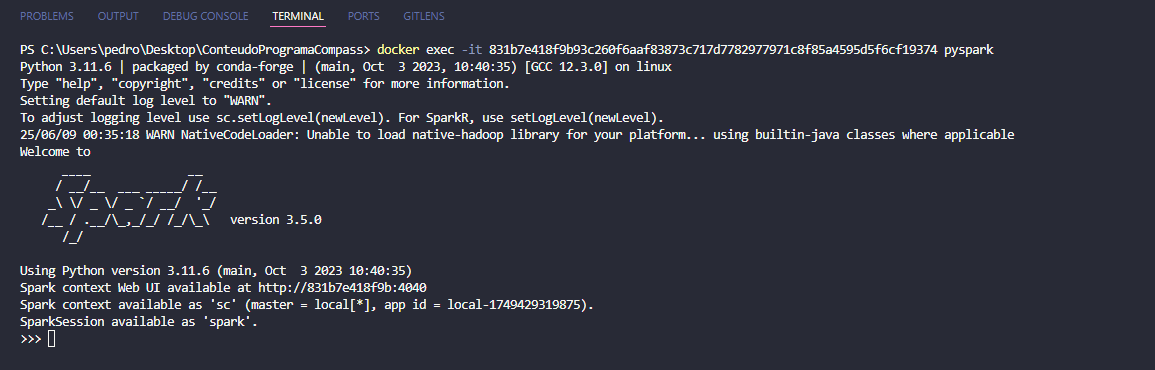 PROBLEMS OUTPUT DEBUG CONSOLE TERMINAL PORTS GITLENS
PS C:\Users\pedro\Desktop\ConteudoProgramaCompass> docker exec -it 831b7e418f9b93c260f6aaf83873c717d7782977971c8f85a4595d5f6cf19374 pyspark
Python 3.11.6 | packaged by conda-forge | (main, Oct  3 2023, 10:40:35) [GCC 12.3.0] on linux
Type "help", "copyright", "credits" or "license" for more information.
Setting default log level to "WARN".
To adjust logging level use sc.setLogLevel(newLevel). For SparkR, use setLogLevel(newLevel).
25/06/09 00:35:18 WARN NativeCodeLoader: Unable to load native-hadoop library for your platform... using builtin-java classes where applicable
Welcome to
      ____              __
     / __/__  ___ _____/ /__
    _\ \/ _ \/ _ `/ __/  '_/
   /__ / .__/\_,_/_/ /_/\_\   version 3.5.0
      /_/
Using Python version 3.11.6 (main, Oct  3 2023 10:40:35)
Spark context Web UI available at http://831b7e418f9b:4040
Spark context available as 'sc' (master = local[*], app id = local-1749429319875).
SparkSession available as 'spark'.
>>>